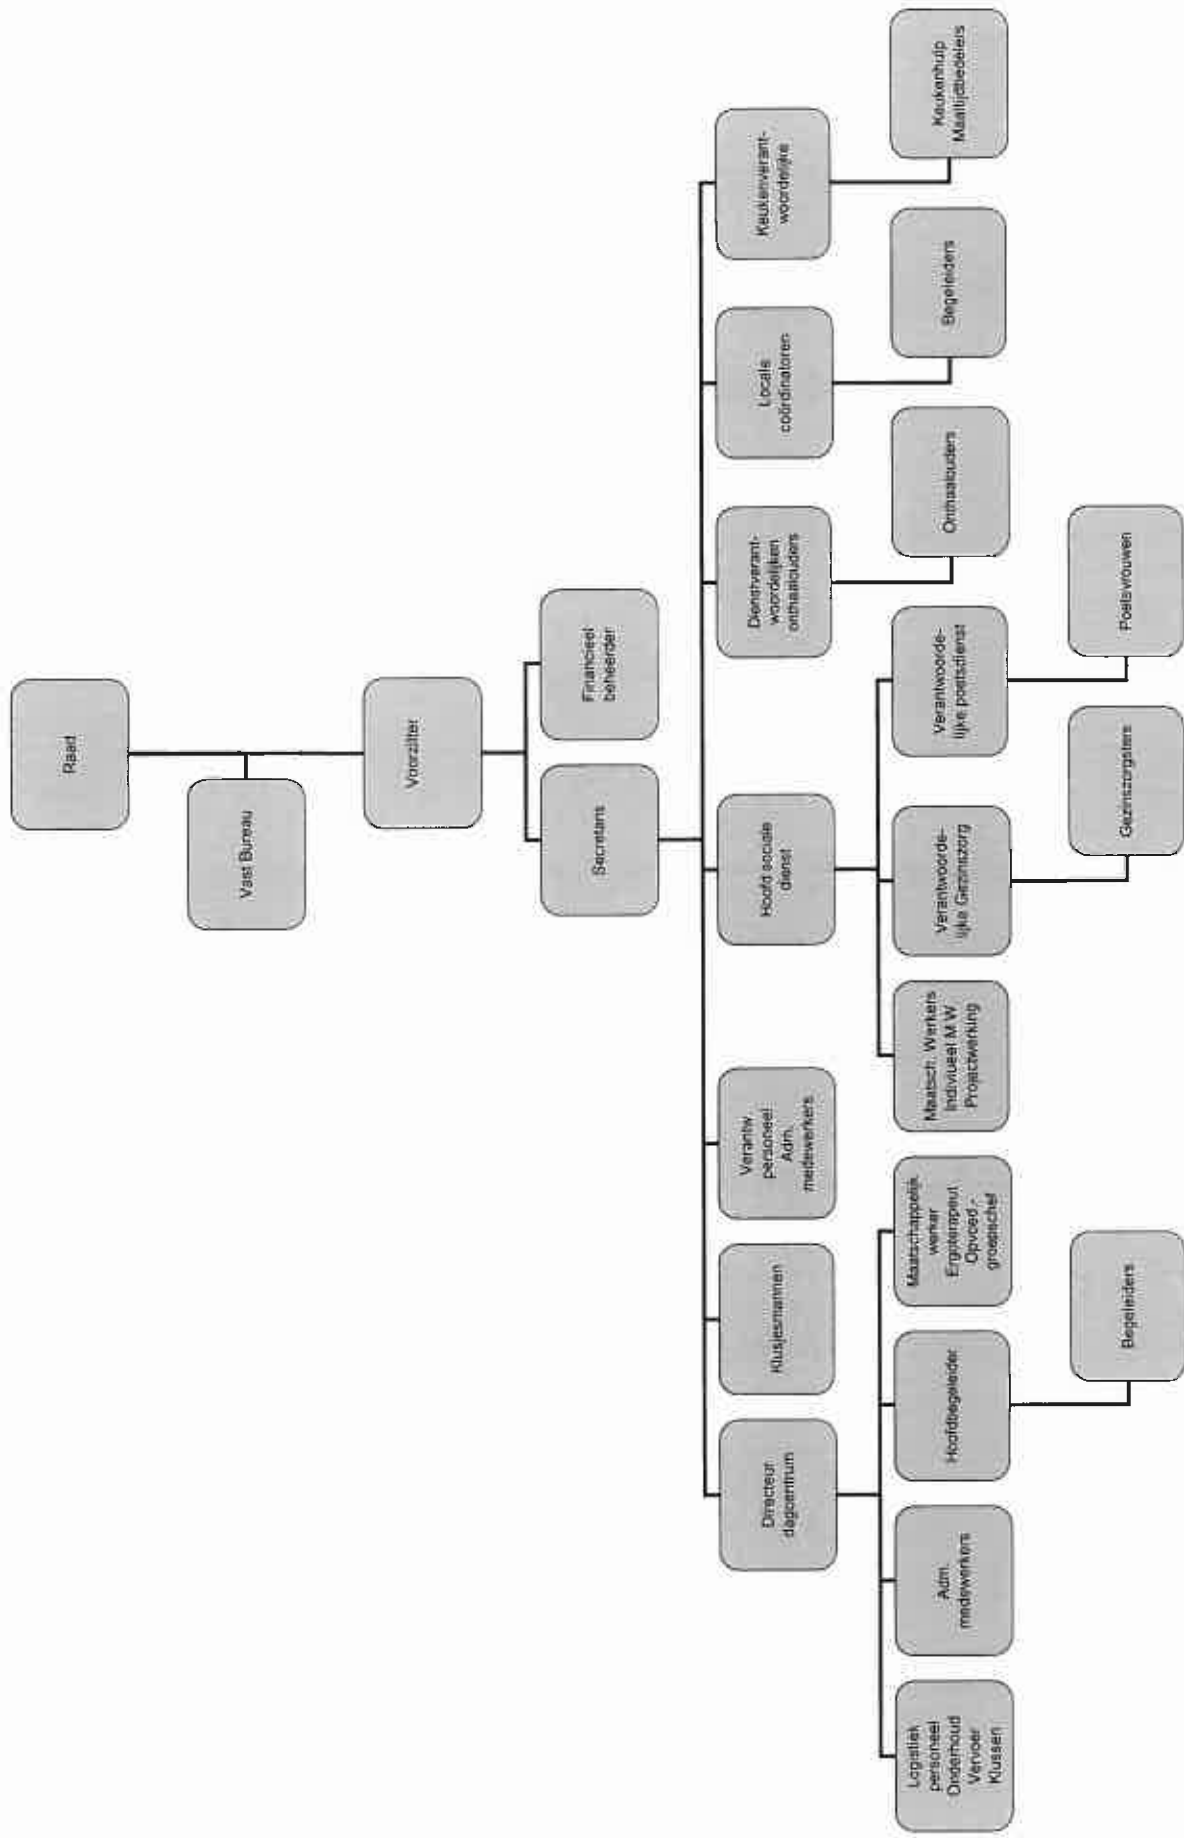 Raad
Vast Bureau
Voorzitter
Secretaris
Financieel
beheerder
Directeur
dagcentrum
Klusjesmannen
Verantw.
personeel
Adm.
medewerkers
Hoofd sociale
dienst
Dienstverant-
woordelijken
onthaalouders
Locale
coördinatoren
Keukenverant-
woordelijke
Logistiek
personeel
Onderhoud
Vervoer
Klussen
Adm.
medewerkers
Hoofdbegeleider
Maatschappelijk
werker
Ergoterapeut
Opvoed.-
groepschef
Maatsch. Werkers
Indiviueel M W
Projectwerking
Verantwoorde-
lijke Gezinszorg
Verantwoorde-
lijke poetsdienst
Onthaalouders
Begeleiders
Keukenhulp
Maaltijdbedelers
Begeleiders
Gezinszorgsters
Poetsvrouwen